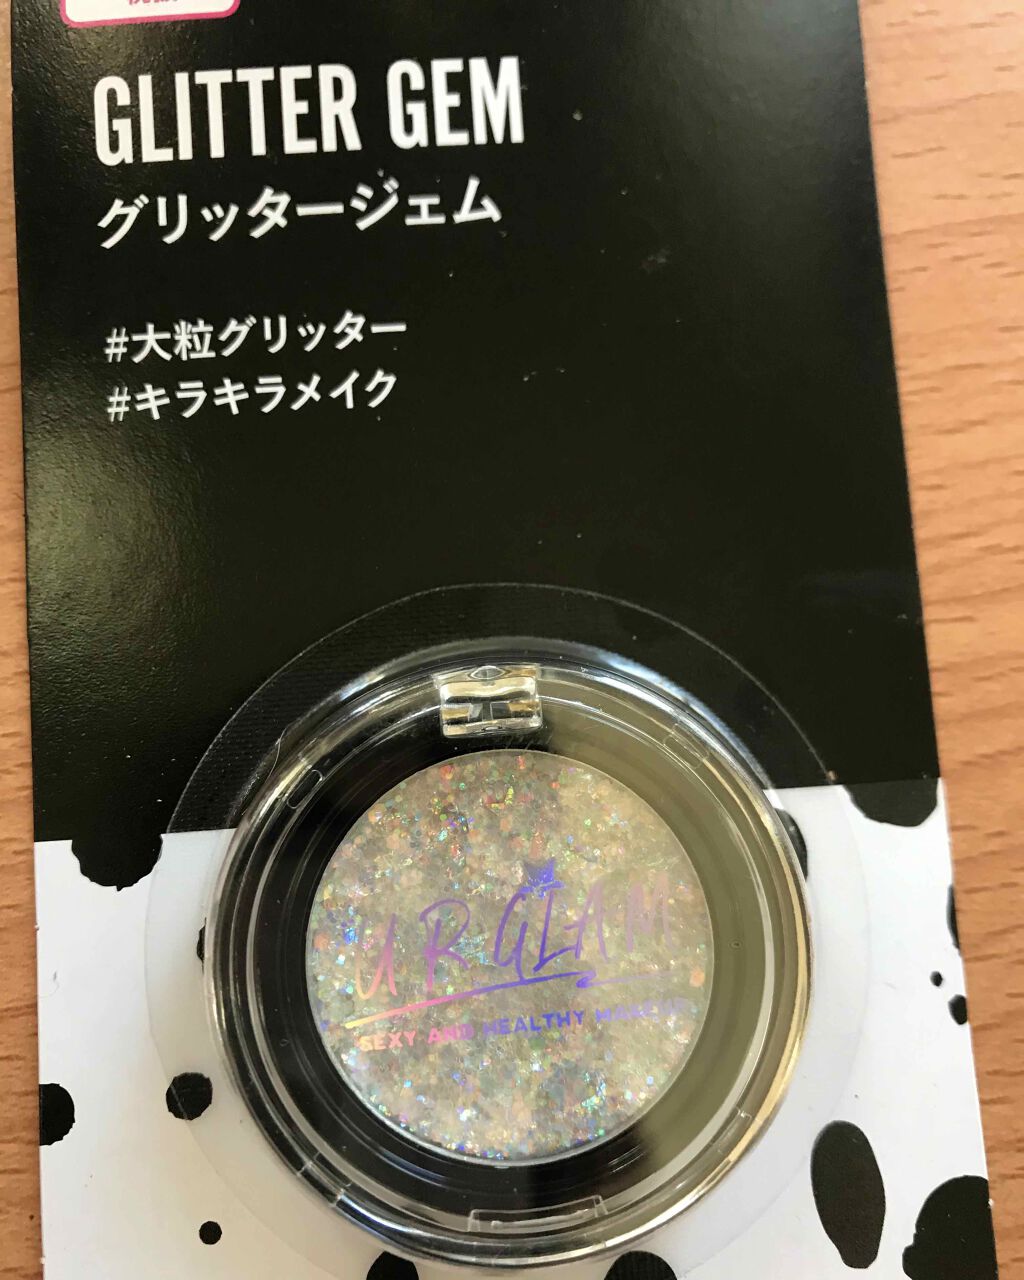 GLITTER GEM
グリッタージェム
#大粒グリッター
#キラキラメイク
UR GLAM
SEXY AND HEALTHY MAKEUP